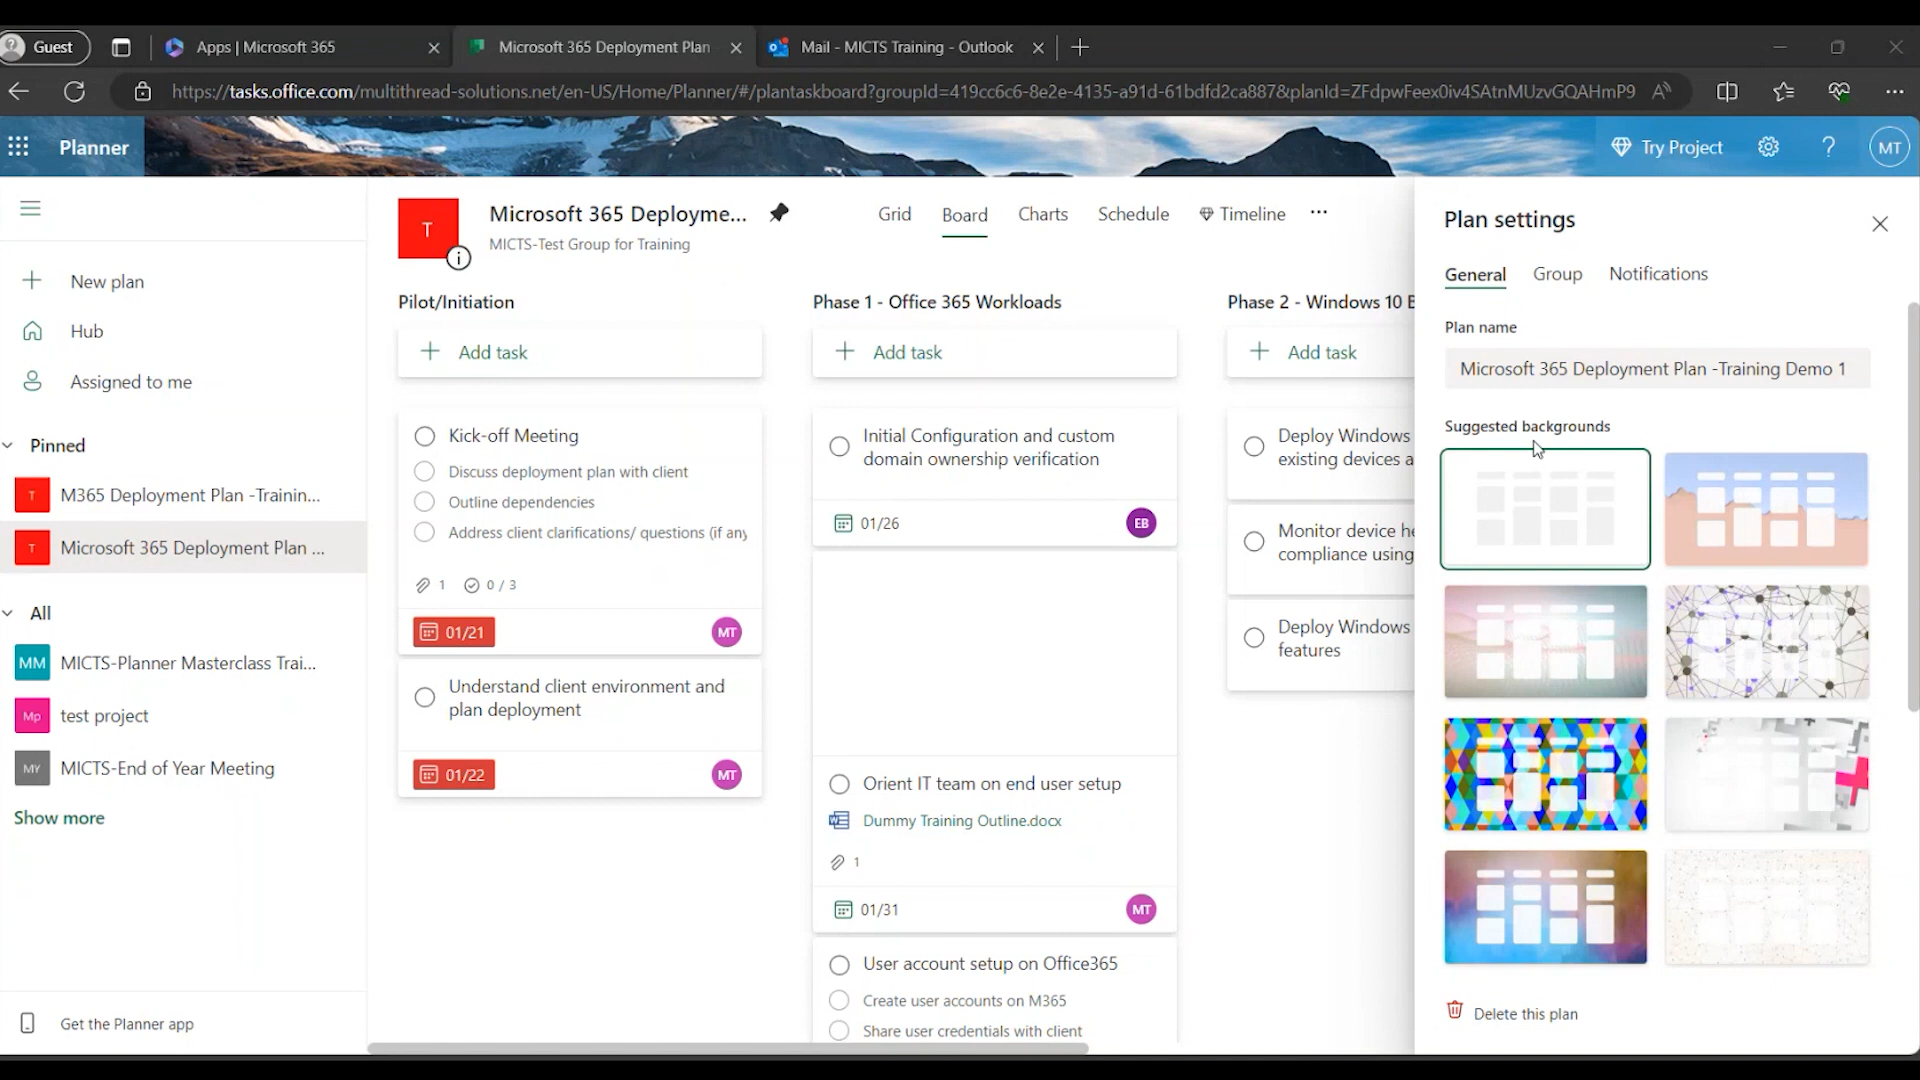 Guest
Apps | Microsoft 365
Microsoft 365 Deployment Plan
Mail - MICTS Training - Outlook
https://tasks.office.com/multithread-solutions.net/en-US/Home/Planner/#/plantaskboard?groupId=419cc6c6-8e2e-4135-a91d-61bdfd2ca887&planId=ZFdpwFeex0iv4SAtnMUzvGQAHmP9
Planner
Try Project
?
MT
New plan
Hub
Assigned to me
Pinned
T
M365 Deployment Plan -Trainin...
T
Microsoft 365 Deployment Plan ...
All
MM
MICTS-Planner Masterclass Trai...
Mp
test project
MY
MICTS-End of Year Meeting
Show more
Get the Planner app
T
Microsoft 365 Deployme...
MICTS-Test Group for Training
Grid
Board
Charts
Schedule
Timeline
Pilot/Initiation
Add task
Kick-off Meeting
Discuss deployment plan with client
Outline dependencies
Address client clarifications/ questions (if any
1
0 / 3
01/21
MT
Understand client environment and
plan deployment
01/22
MT
Phase 1 - Office 365 Workloads
Add task
Initial Configuration and custom
domain ownership verification
01/26
EB
Orient IT team on end user setup
Dummy Training Outline.docx
1
01/31
MT
User account setup on Office365
Create user accounts on M365
Share user credentials with client
Phase 2 - Windows 10 E
Add task
Deploy Windows
existing devices a
Monitor device he
compliance using
Deploy Windows
features
Plan settings
General
Group
Notifications
Plan name
Microsoft 365 Deployment Plan -Training Demo 1
Suggested backgrounds
Delete this plan